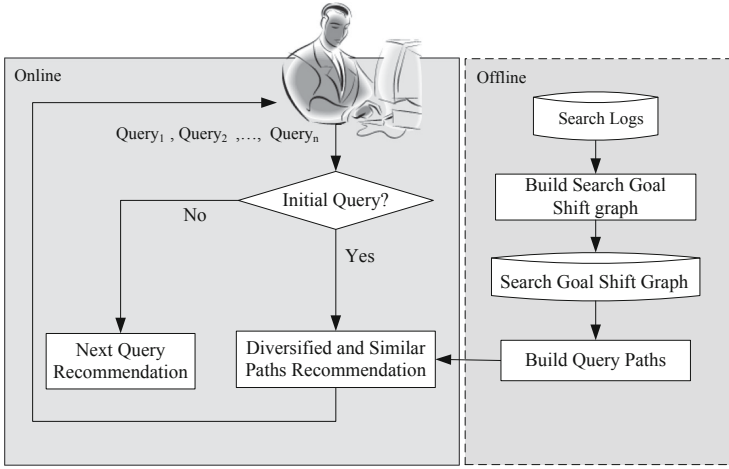 Online
Query₁ , Query₂ ,…, Queryₙ
Initial Query?
No
Yes
Next Query
Recommendation
Diversified and Similar
Paths Recommendation
Offline
Search Logs
Build Search Goal
Shift graph
Search Goal Shift Graph
Build Query Paths